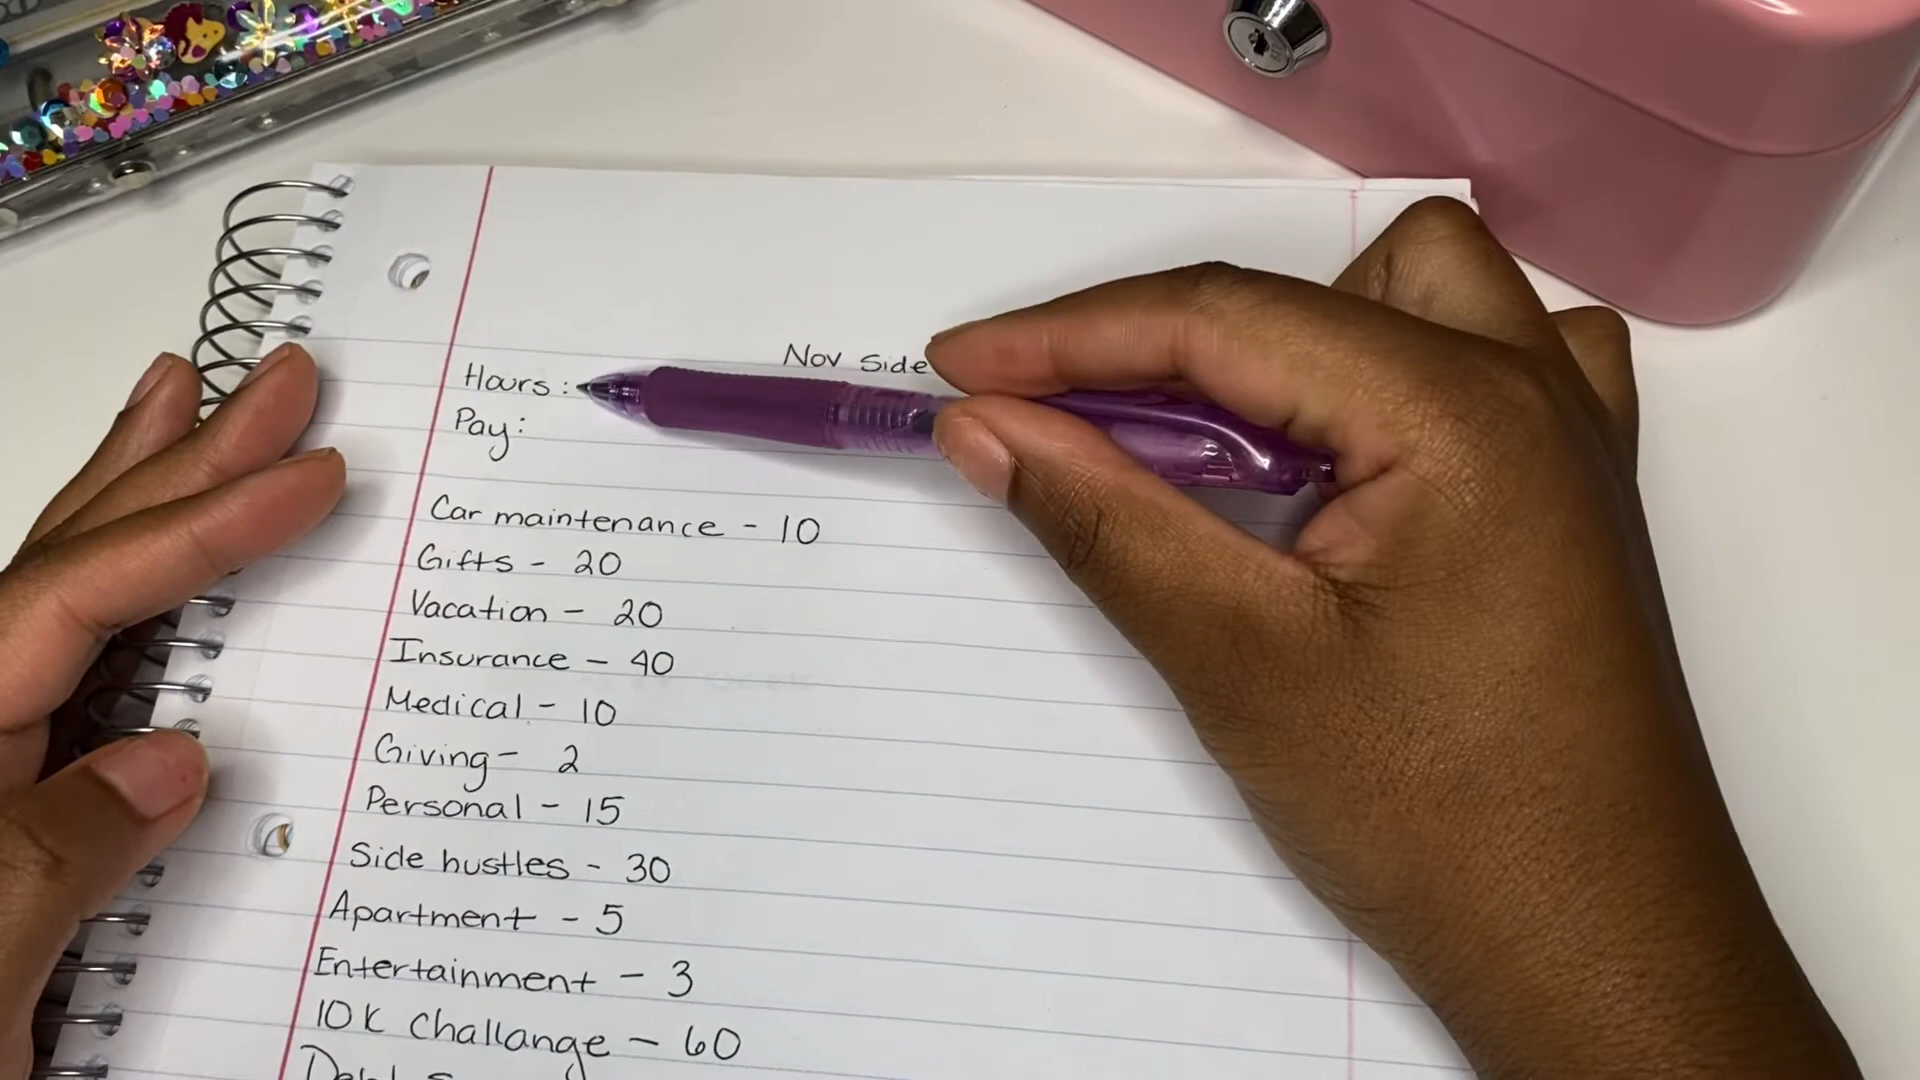 Nov Side
Hours:
Pay:
Car maintenance - 10
Gifts - 20
Vacation - 20
Insurance - 40
Medical - 10
Giving - 2
Personal - 15
Side hustles - 30
Apartment - 5
Entertainment - 3
10K challange - 60